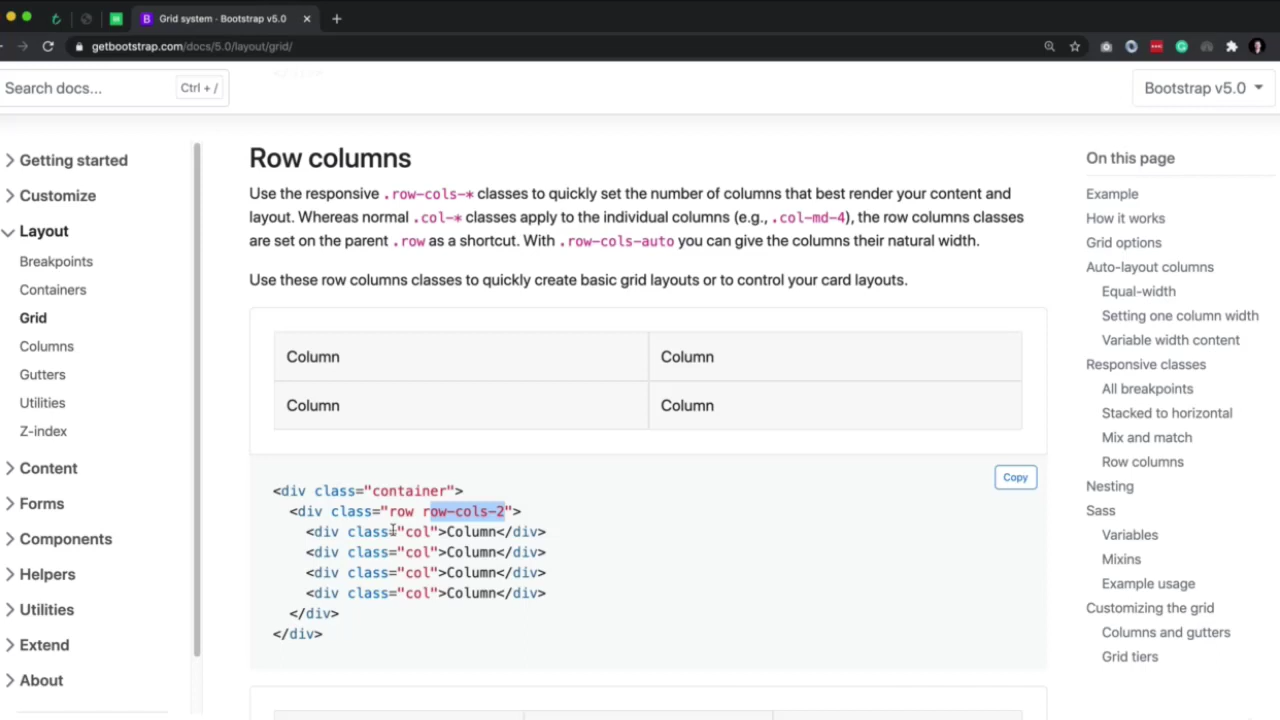 Grid system · Bootstrap v5.0
getbootstrap.com/docs/5.0/layout/grid/
Search docs...
Ctrl + /
Bootstrap v5.0
Getting started
Customize
Layout
Breakpoints
Containers
Grid
Columns
Gutters
Utilities
Z-index
Content
Forms
Components
Helpers
Utilities
Extend
About
Row columns
Use the responsive .row-cols-* classes to quickly set the number of columns that best render your content and
layout. Whereas normal .col-* classes apply to the individual columns (e.g., .col-md-4), the row columns classes
are set on the parent .row as a shortcut. With .row-cols-auto you can give the columns their natural width.
Use these row columns classes to quickly create basic grid layouts or to control your card layouts.
Column Column
Column Column
Copy
<div class="container">
<div class="row row-cols-2">
<div class="col">Column</div>
<div class="col">Column</div>
<div class="col">Column</div>
<div class="col">Column</div>
</div>
</div>
On this page
Example
How it works
Grid options
Auto-layout columns
Equal-width
Setting one column width
Variable width content
Responsive classes
All breakpoints
Stacked to horizontal
Mix and match
Row columns
Nesting
Sass
Variables
Mixins
Example usage
Customizing the grid
Columns and gutters
Grid tiers